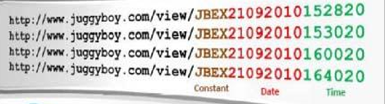 http://www.juggyboy.com/view/JBEX21092010152820
http://www.juggyboy.com/view/JBEX21092010153020
http://www.juggyboy.com/view/JBEX21092010160020
http://www.juggyboy.com/view/JBEX21092010164020
Constant Date Time